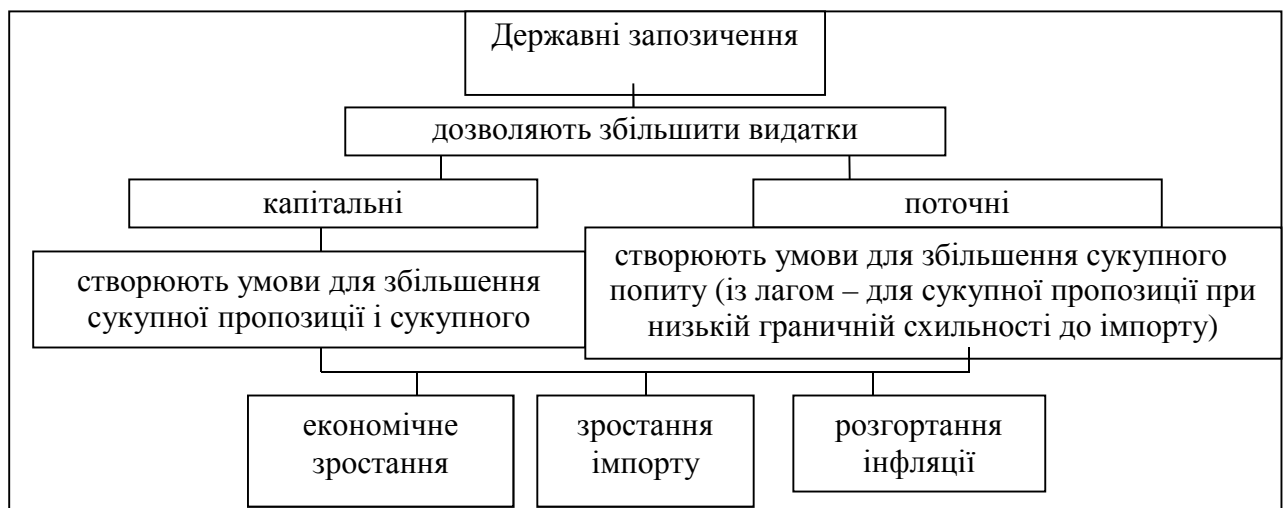 Державні запозичення
дозволяють збільшити видатки
капітальні
поточні
створюють умови для збільшення
сукупної пропозиції і сукупного
створюють умови для збільшення сукупного
попиту (із лагом – для сукупної пропозиції при
низькій граничній схильності до імпорту)
економічне
зростання
зростання
імпорту
розгортання
інфляції